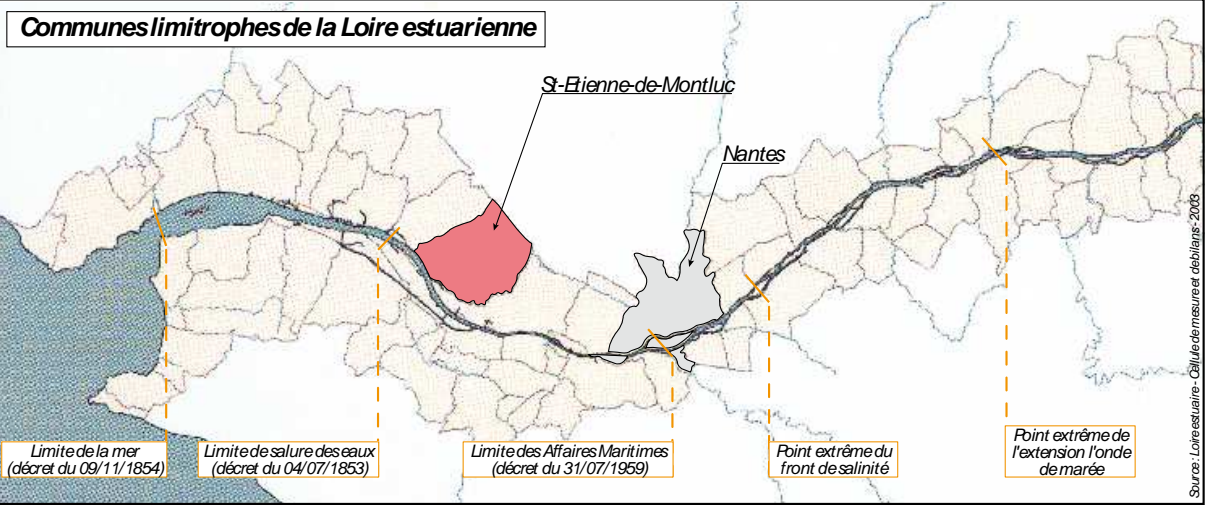 Communes limitrophes de la Loire estuarienne
St-Etienne-de-Montluc
Nantes
Limite de la mer
(décret du 09/11/1854)
Limite de salure des eaux
(décret du 04/07/1853)
Limite des Affaires Maritimes
(décret du 31/07/1959)
Point extrême du
front de salinité
Point extrême de
l'extension l'onde
de marée
Source : Loire estuaire - Cellule de mesure et de bilans - 2003